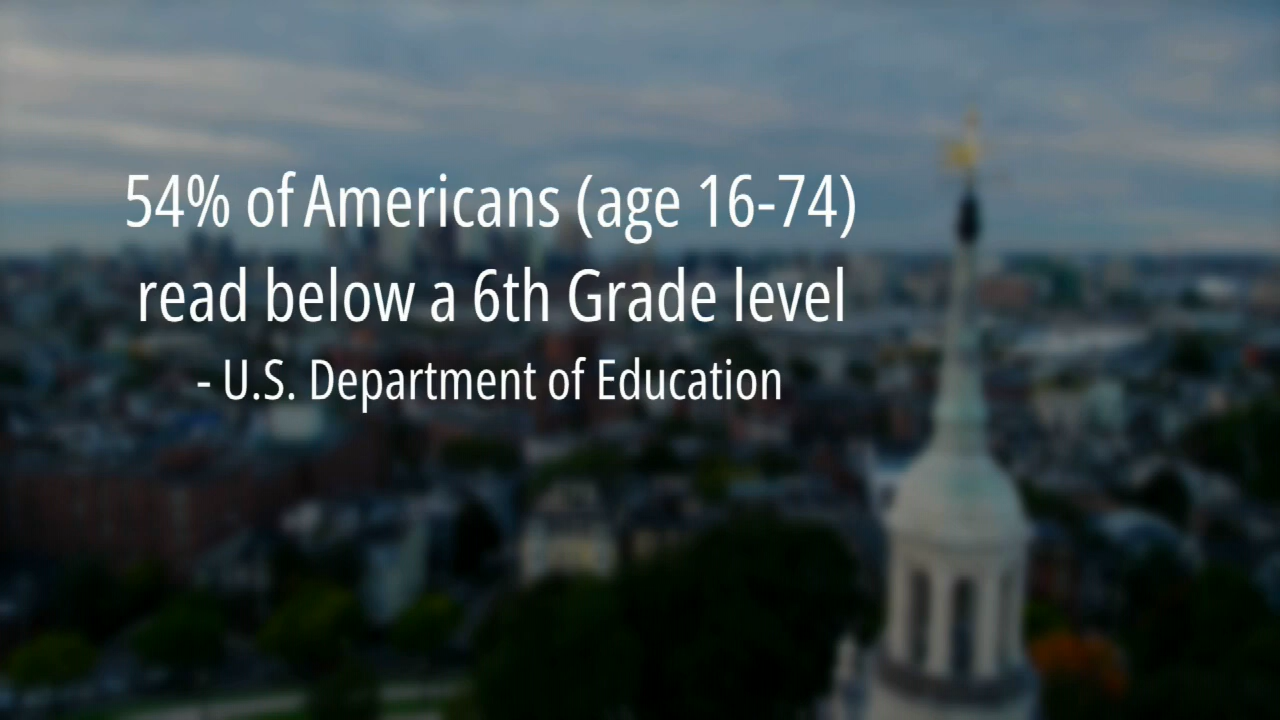 54% of Americans (age 16-74)
read below a 6th Grade level
- U.S. Department of Education